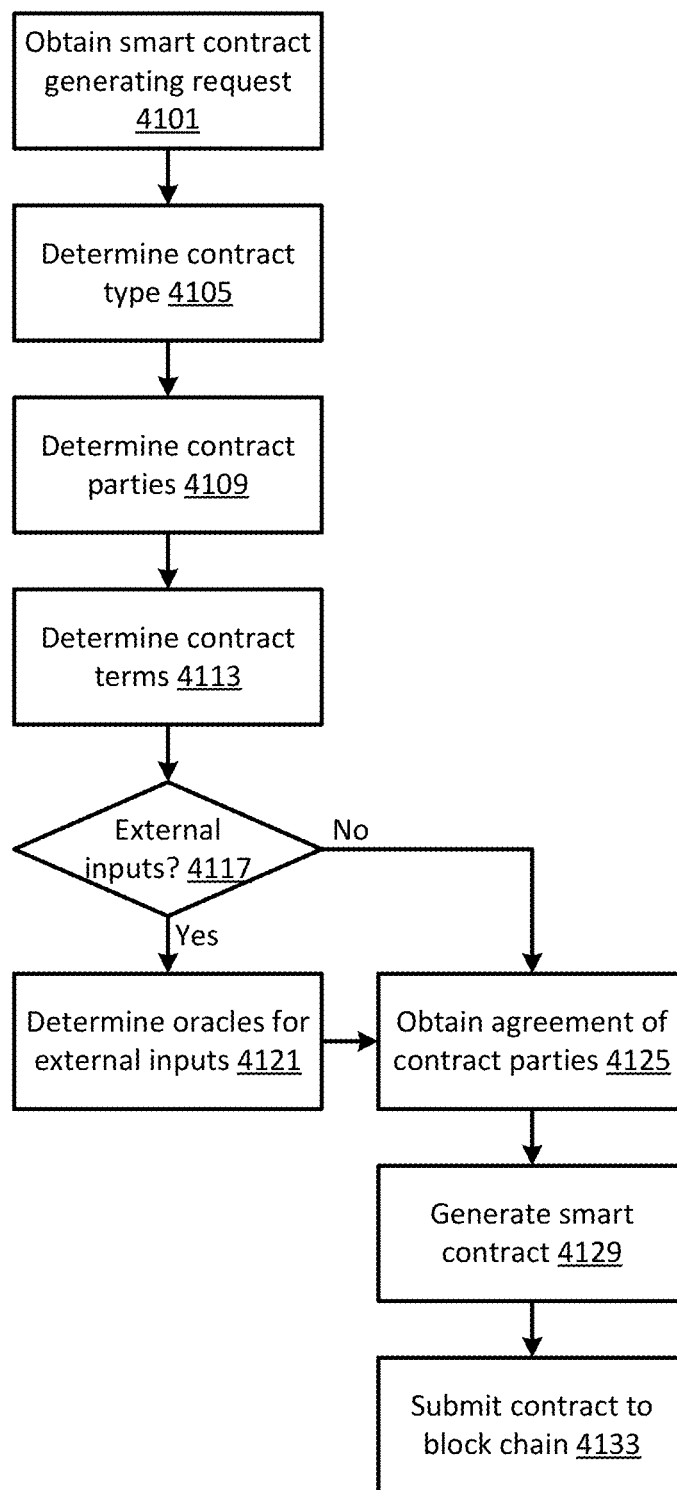 Obtain smart contract
generating request
4101
Determine contract
type 4105
Determine contract
parties 4109
Determine contract
terms 4113
External
inputs? 4117
No
Yes
Determine oracles for
external inputs 4121
Obtain agreement of
contract parties 4125
Generate smart
contract 4129
Submit contract to
block chain 4133